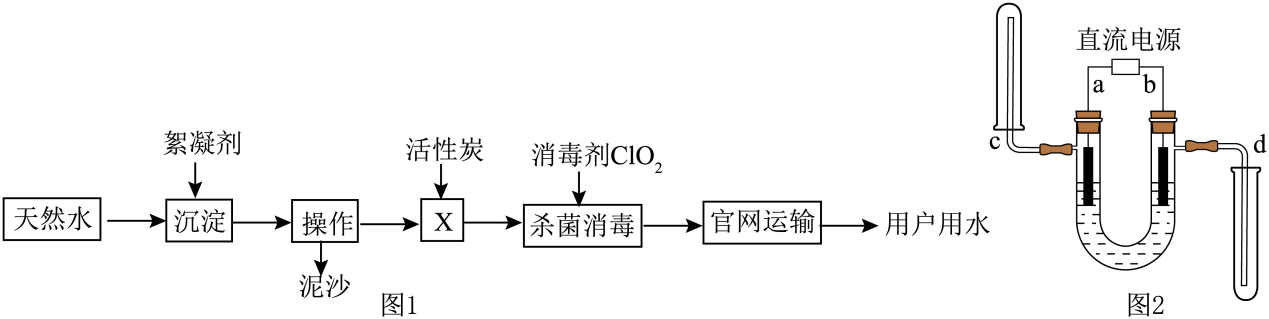 絮凝剂
活性炭
消毒剂ClO₂
天然水
沉淀
操作
X
杀菌消毒
官网运输
用户用水
泥沙
图1
直流电源
a
b
c
d
图2